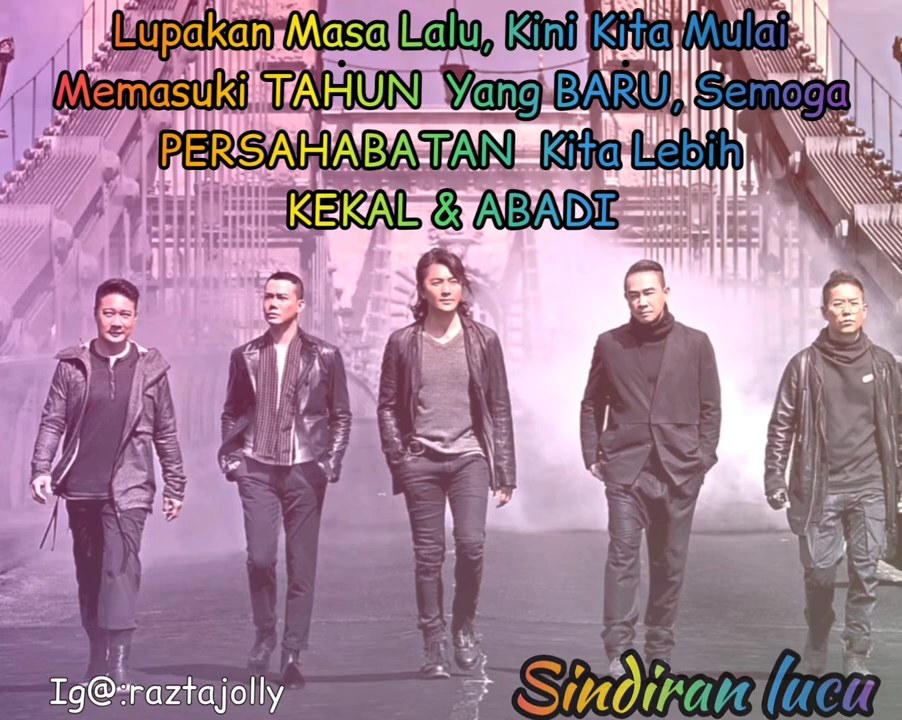 Lupakan Masa Lalu, Kini Kita Mulai
Memasuki TAHUN Yang BARU, Semoga
PERSAHABATAN Kita Lebih
KEKAL & ABADI
Ig@:raztajolly
Sindiran lucu